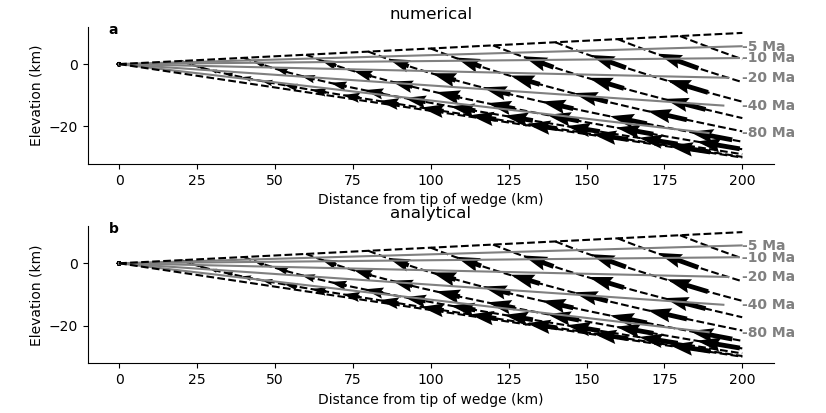 numerical
a
Elevation (km)
0
−20
-5 Ma
-10 Ma
-20 Ma
-40 Ma
-80 Ma
0 25 50 75 100 125 150 175 200
Distance from tip of wedge (km)
analytical
b
Elevation (km)
0
−20
-5 Ma
-10 Ma
-20 Ma
-40 Ma
-80 Ma
0 25 50 75 100 125 150 175 200
Distance from tip of wedge (km)